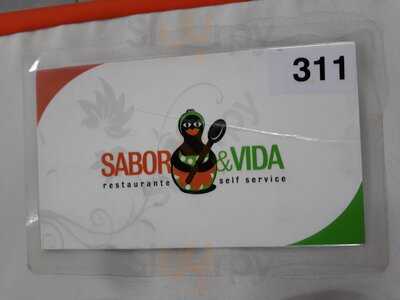 311
SABOR & VIDA
restaurante self service